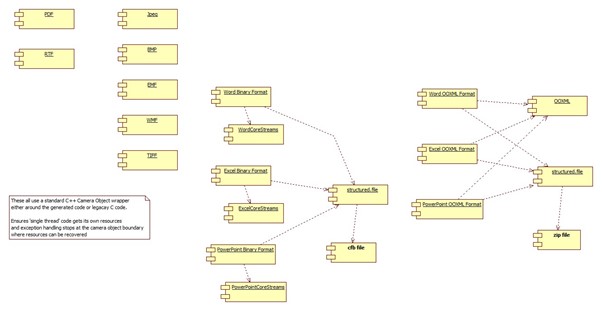 PDF
Jpeg
RTF
BMP
EMF
WMF
TIFF
Word Binary Format
WordCoreStreams
Excel Binary Format
ExcelCoreStreams
structured.file
PowerPoint Binary Format
cfb file
PowerPointCoreStreams
Word OOXML Format
OOXML
Excel OOXML Format
structured.file
PowerPoint OOXML Format
zip file
These all use a standard C++ Camera Object wrapper
either around the generated code or legacay C code.
Ensures 'single thread' code gets its own resources
and exception handling stops at the camera object boundary
where resources can be recovered